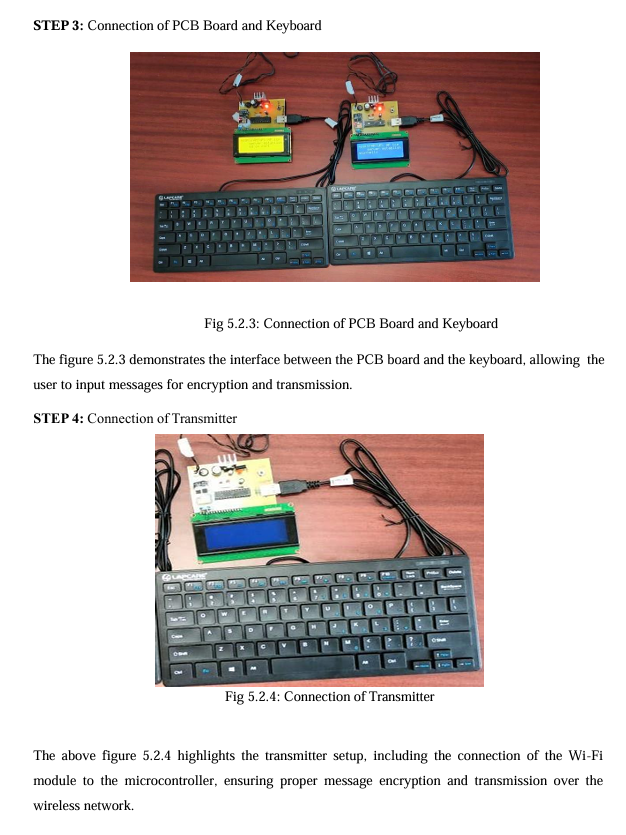 STEP 3: Connection of PCB Board and Keyboard
LAPCARE
Fig 5.2.3: Connection of PCB Board and Keyboard
The figure 5.2.3 demonstrates the interface between the PCB board and the keyboard, allowing the
user to input messages for encryption and transmission.
STEP 4: Connection of Transmitter
LAPCARE
Fig 5.2.4: Connection of Transmitter
The above figure 5.2.4 highlights the transmitter setup, including the connection of the Wi-Fi
module to the microcontroller, ensuring proper message encryption and transmission over the
wireless network.